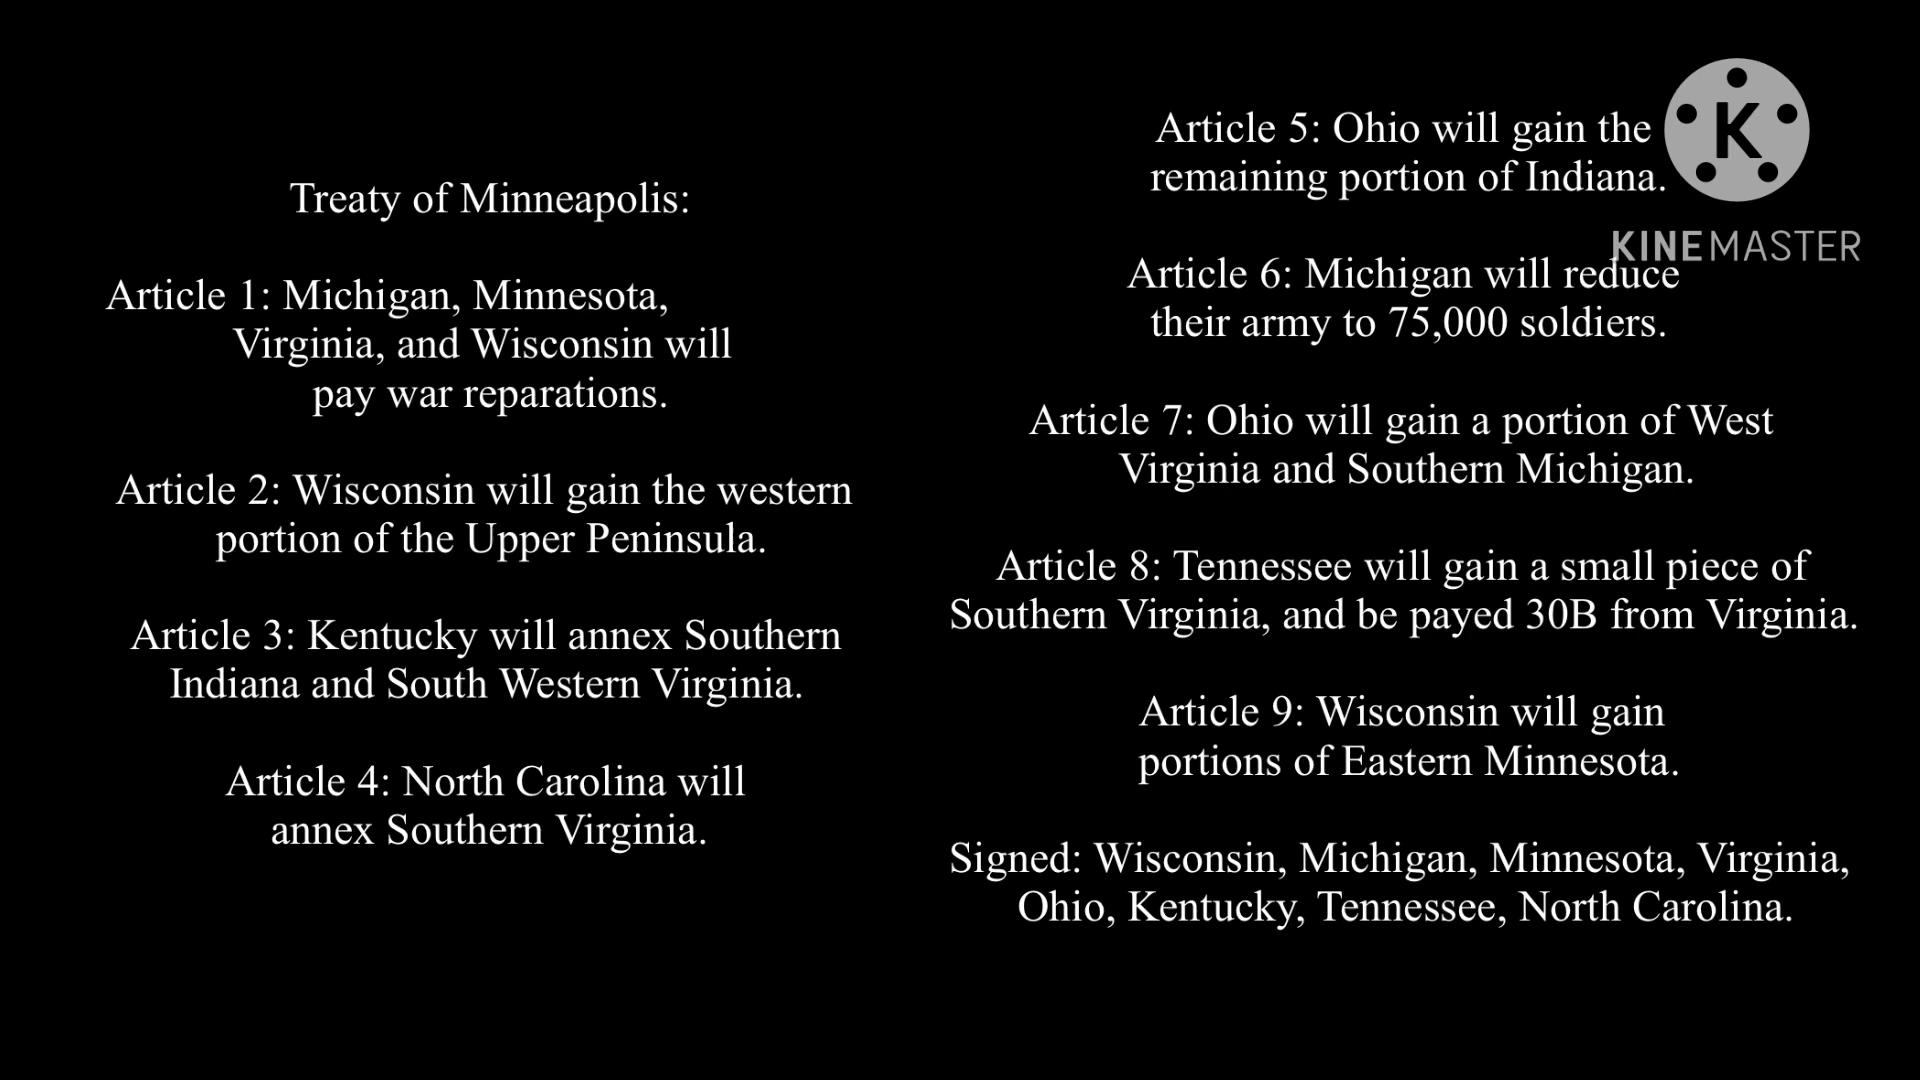 Treaty of Minneapolis:
Article 1: Michigan, Minnesota,
Virginia, and Wisconsin will
pay war reparations.
Article 2: Wisconsin will gain the western
portion of the Upper Peninsula.
Article 3: Kentucky will annex Southern
Indiana and South Western Virginia.
Article 4: North Carolina will
annex Southern Virginia.
Article 5: Ohio will gain the
remaining portion of Indiana.
Article 6: Michigan will reduce
their army to 75,000 soldiers.
Article 7: Ohio will gain a portion of West
Virginia and Southern Michigan.
Article 8: Tennessee will gain a small piece of
Southern Virginia, and be payed 30B from Virginia.
Article 9: Wisconsin will gain
portions of Eastern Minnesota.
Signed: Wisconsin, Michigan, Minnesota, Virginia,
Ohio, Kentucky, Tennessee, North Carolina.
K
KINEMASTER